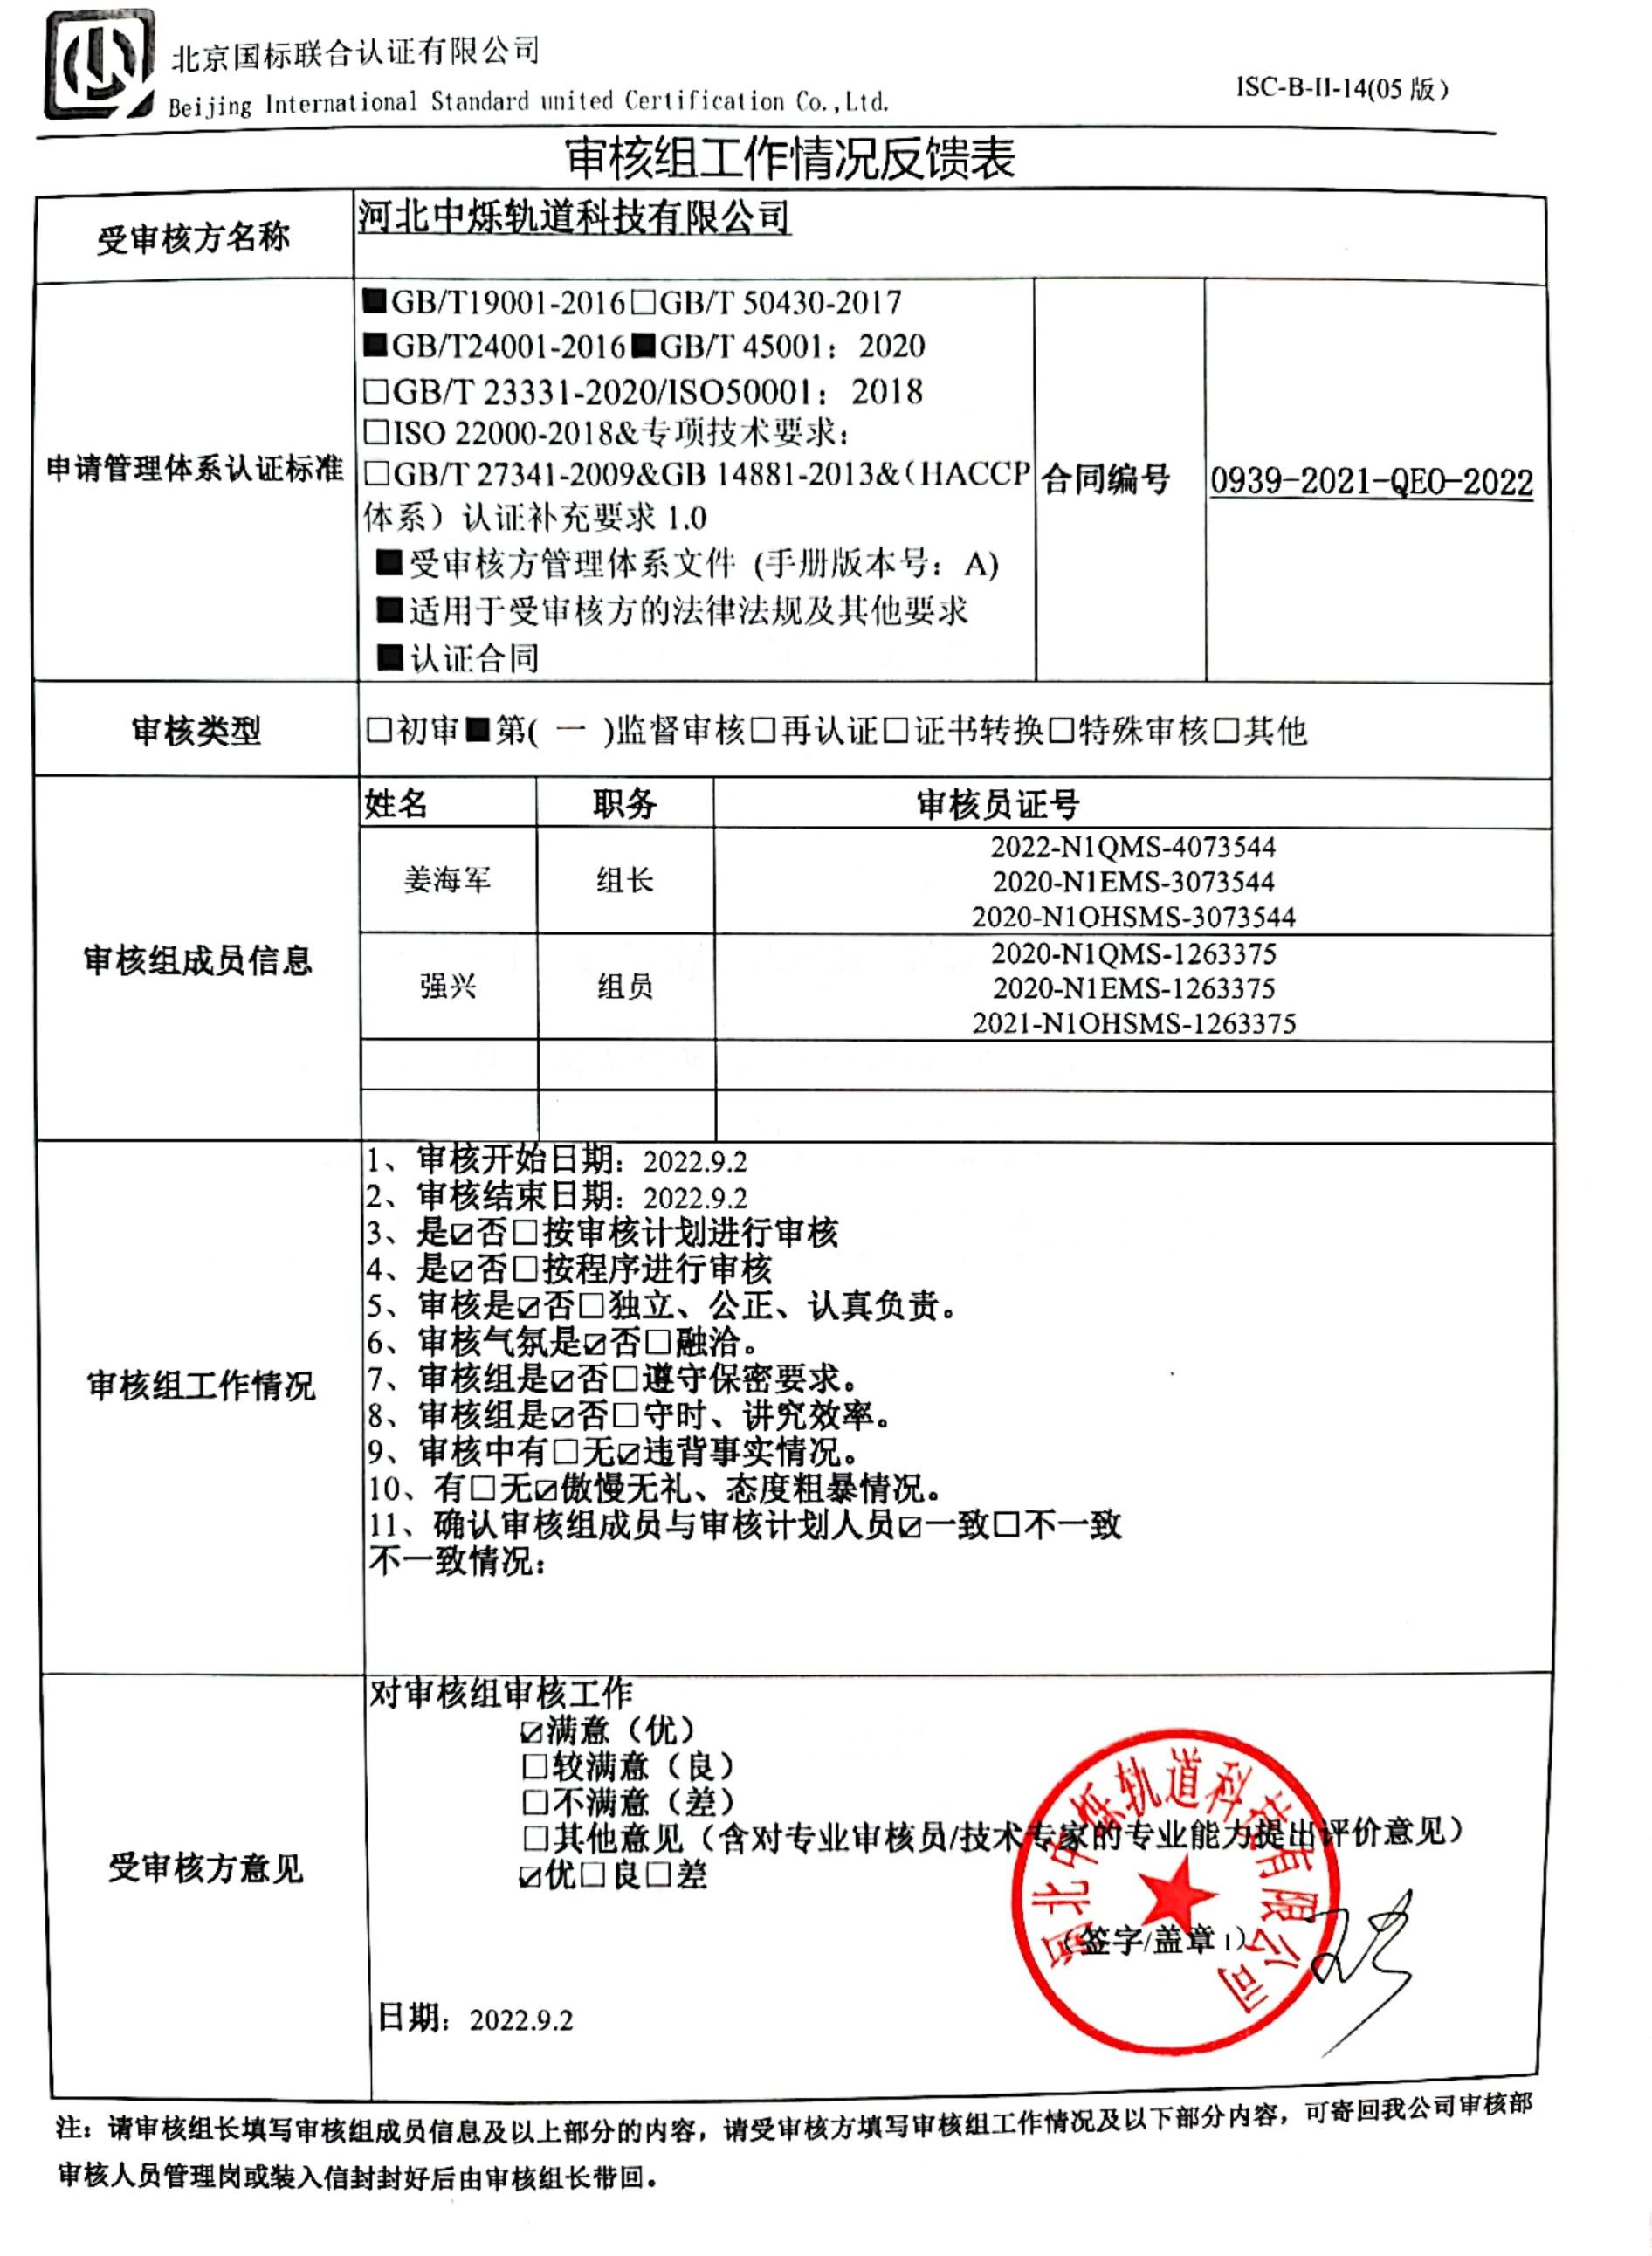 北京国标联合认证有限公司
Beijing International Standard united Certification Co.,Ltd.
ISC-B-II-14(05 版)
审核组工作情况反馈表
受审核方名称
河北中烁轨道科技有限公司
申请管理体系认证标准
■GB/T19001-2016□GB/T 50430-2017
■GB/T24001-2016■GB/T 45001：2020
□GB/T 23331-2020/ISO50001：2018
□ISO 22000-2018&专项技术要求：
□GB/T 27341-2009&GB 14881-2013&（HACCP
体系）认证补充要求 1.0
■受审核方管理体系文件 (手册版本号：A)
■适用于受审核方的法律法规及其他要求
■认证合同
合同编号
0939-2021-QEO-2022
审核类型
□初审■第( 一 )监督审核□再认证□证书转换□特殊审核□其他
审核组成员信息
姓名 职务 审核员证号
姜海军 组长
2022-N1QMS-4073544
2020-N1EMS-3073544
2020-N1OHSMS-3073544
强兴 组员
2020-N1QMS-1263375
2020-N1EMS-1263375
2021-N1OHSMS-1263375
审核组工作情况
1、审核开始日期：2022.9.2
2、审核结束日期：2022.9.2
3、是☑否□按审核计划进行审核
4、是☑否□按程序进行审核
5、审核是☑否□独立、公正、认真负责。
6、审核气氛是☑否□融洽。
7、审核组是☑否□遵守保密要求。
8、审核组是☑否□守时、讲究效率。
9、审核中有□无☑违背事实情况。
10、有□无☑傲慢无礼、态度粗暴情况。
11、确认审核组成员与审核计划人员☑一致□不一致
不一致情况：
受审核方意见
对审核组审核工作
☑满意（优）
□较满意（良）
□不满意（差）
□其他意见（含对专业审核员/技术专家的专业能力提出评价意见）
☑优□良□差
（签字/盖章）
河北中烁轨道科技有限公司
日期：2022.9.2
注：请审核组长填写审核组成员信息及以上部分的内容，请受审核方填写审核组工作情况及以下部分内容，可寄回我公司审核部
审核人员管理岗或装入信封封好后由审核组长带回。